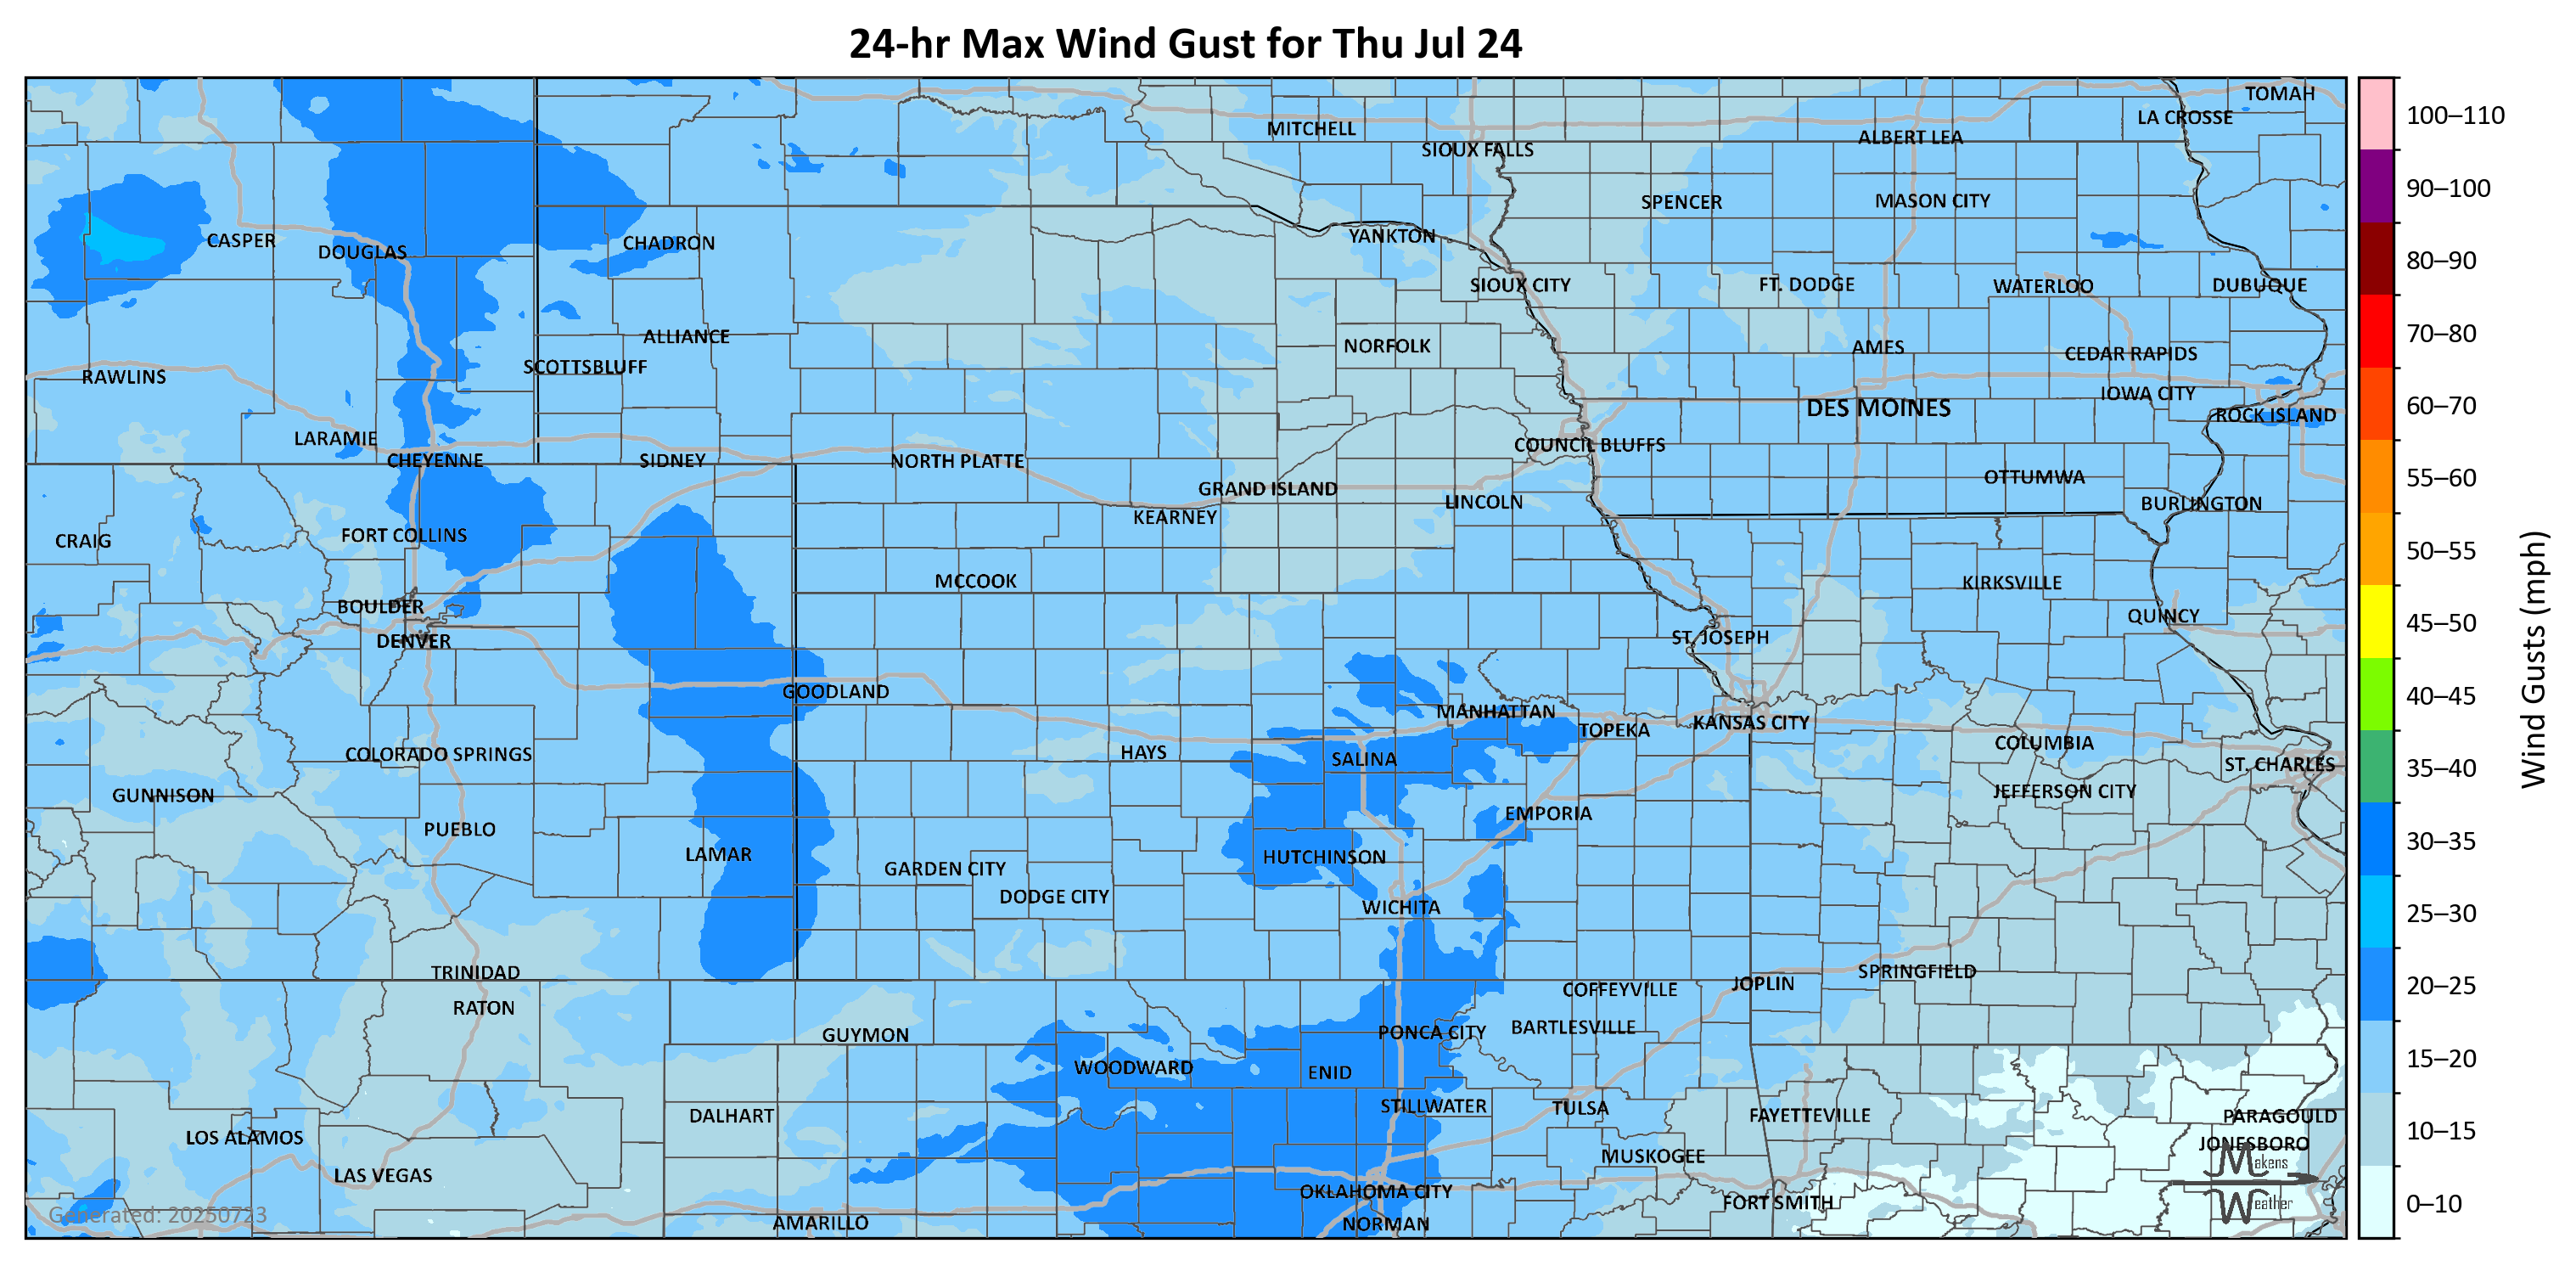 24-hr Max Wind Gust for Thu Jul 24
TOMAH
LA CROSSE
MITCHELL
ALBERT LEA
SIOUX FALLS
SPENCER
MASON CITY
YANKTON
CASPER
CHADRON
DOUGLAS
SIOUX CITY
FT. DODGE
WATERLOO
DUBUQUE
ALLIANCE
NORFOLK
AMES
CEDAR RAPIDS
SCOTTSBLUFF
RAWLINS
IOWA CITY
DES MOINES
ROCK ISLAND
LARAMIE
COUNCIL BLUFFS
CHEYENNE
SIDNEY
NORTH PLATTE
OTTUMWA
GRAND ISLAND
LINCOLN
BURLINGTON
KEARNEY
FORT COLLINS
CRAIG
MCCOOK
KIRKSVILLE
BOULDER
QUINCY
DENVER
ST. JOSEPH
GOODLAND
MANHATTAN
KANSAS CITY
TOPEKA
COLUMBIA
COLORADO SPRINGS
HAYS
SALINA
ST. CHARLES
GUNNISON
JEFFERSON CITY
EMPORIA
PUEBLO
LAMAR
HUTCHINSON
GARDEN CITY
DODGE CITY
WICHITA
TRINIDAD
SPRINGFIELD
JOPLIN
COFFEYVILLE
RATON
BARTLESVILLE
PONCA CITY
GUYMON
WOODWARD
ENID
STILLWATER
TULSA
DALHART
FAYETTEVILLE
PARAGOULD
LOS ALAMOS
JONESBORO
MUSKOGEE
LAS VEGAS
OKLAHOMA CITY
FORT SMITH
AMARILLO
NORMAN
Generated: 20250723
Makens
Weather
100–110
90–100
80–90
70–80
60–70
55–60
50–55
45–50
40–45
35–40
30–35
25–30
20–25
15–20
10–15
0–10
Wind Gusts (mph)